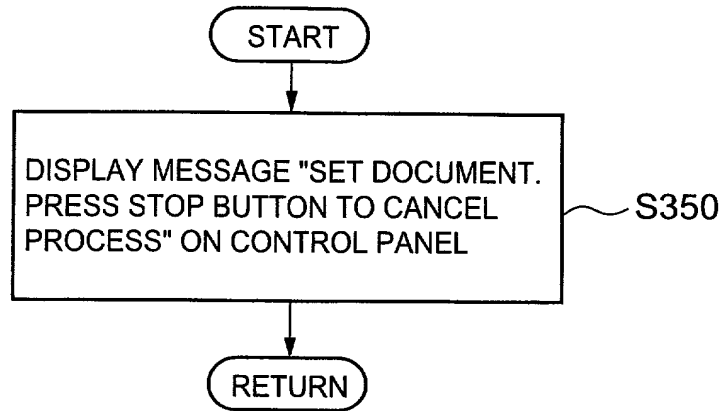 START
DISPLAY MESSAGE "SET DOCUMENT.
PRESS STOP BUTTON TO CANCEL
PROCESS" ON CONTROL PANEL
S350
RETURN